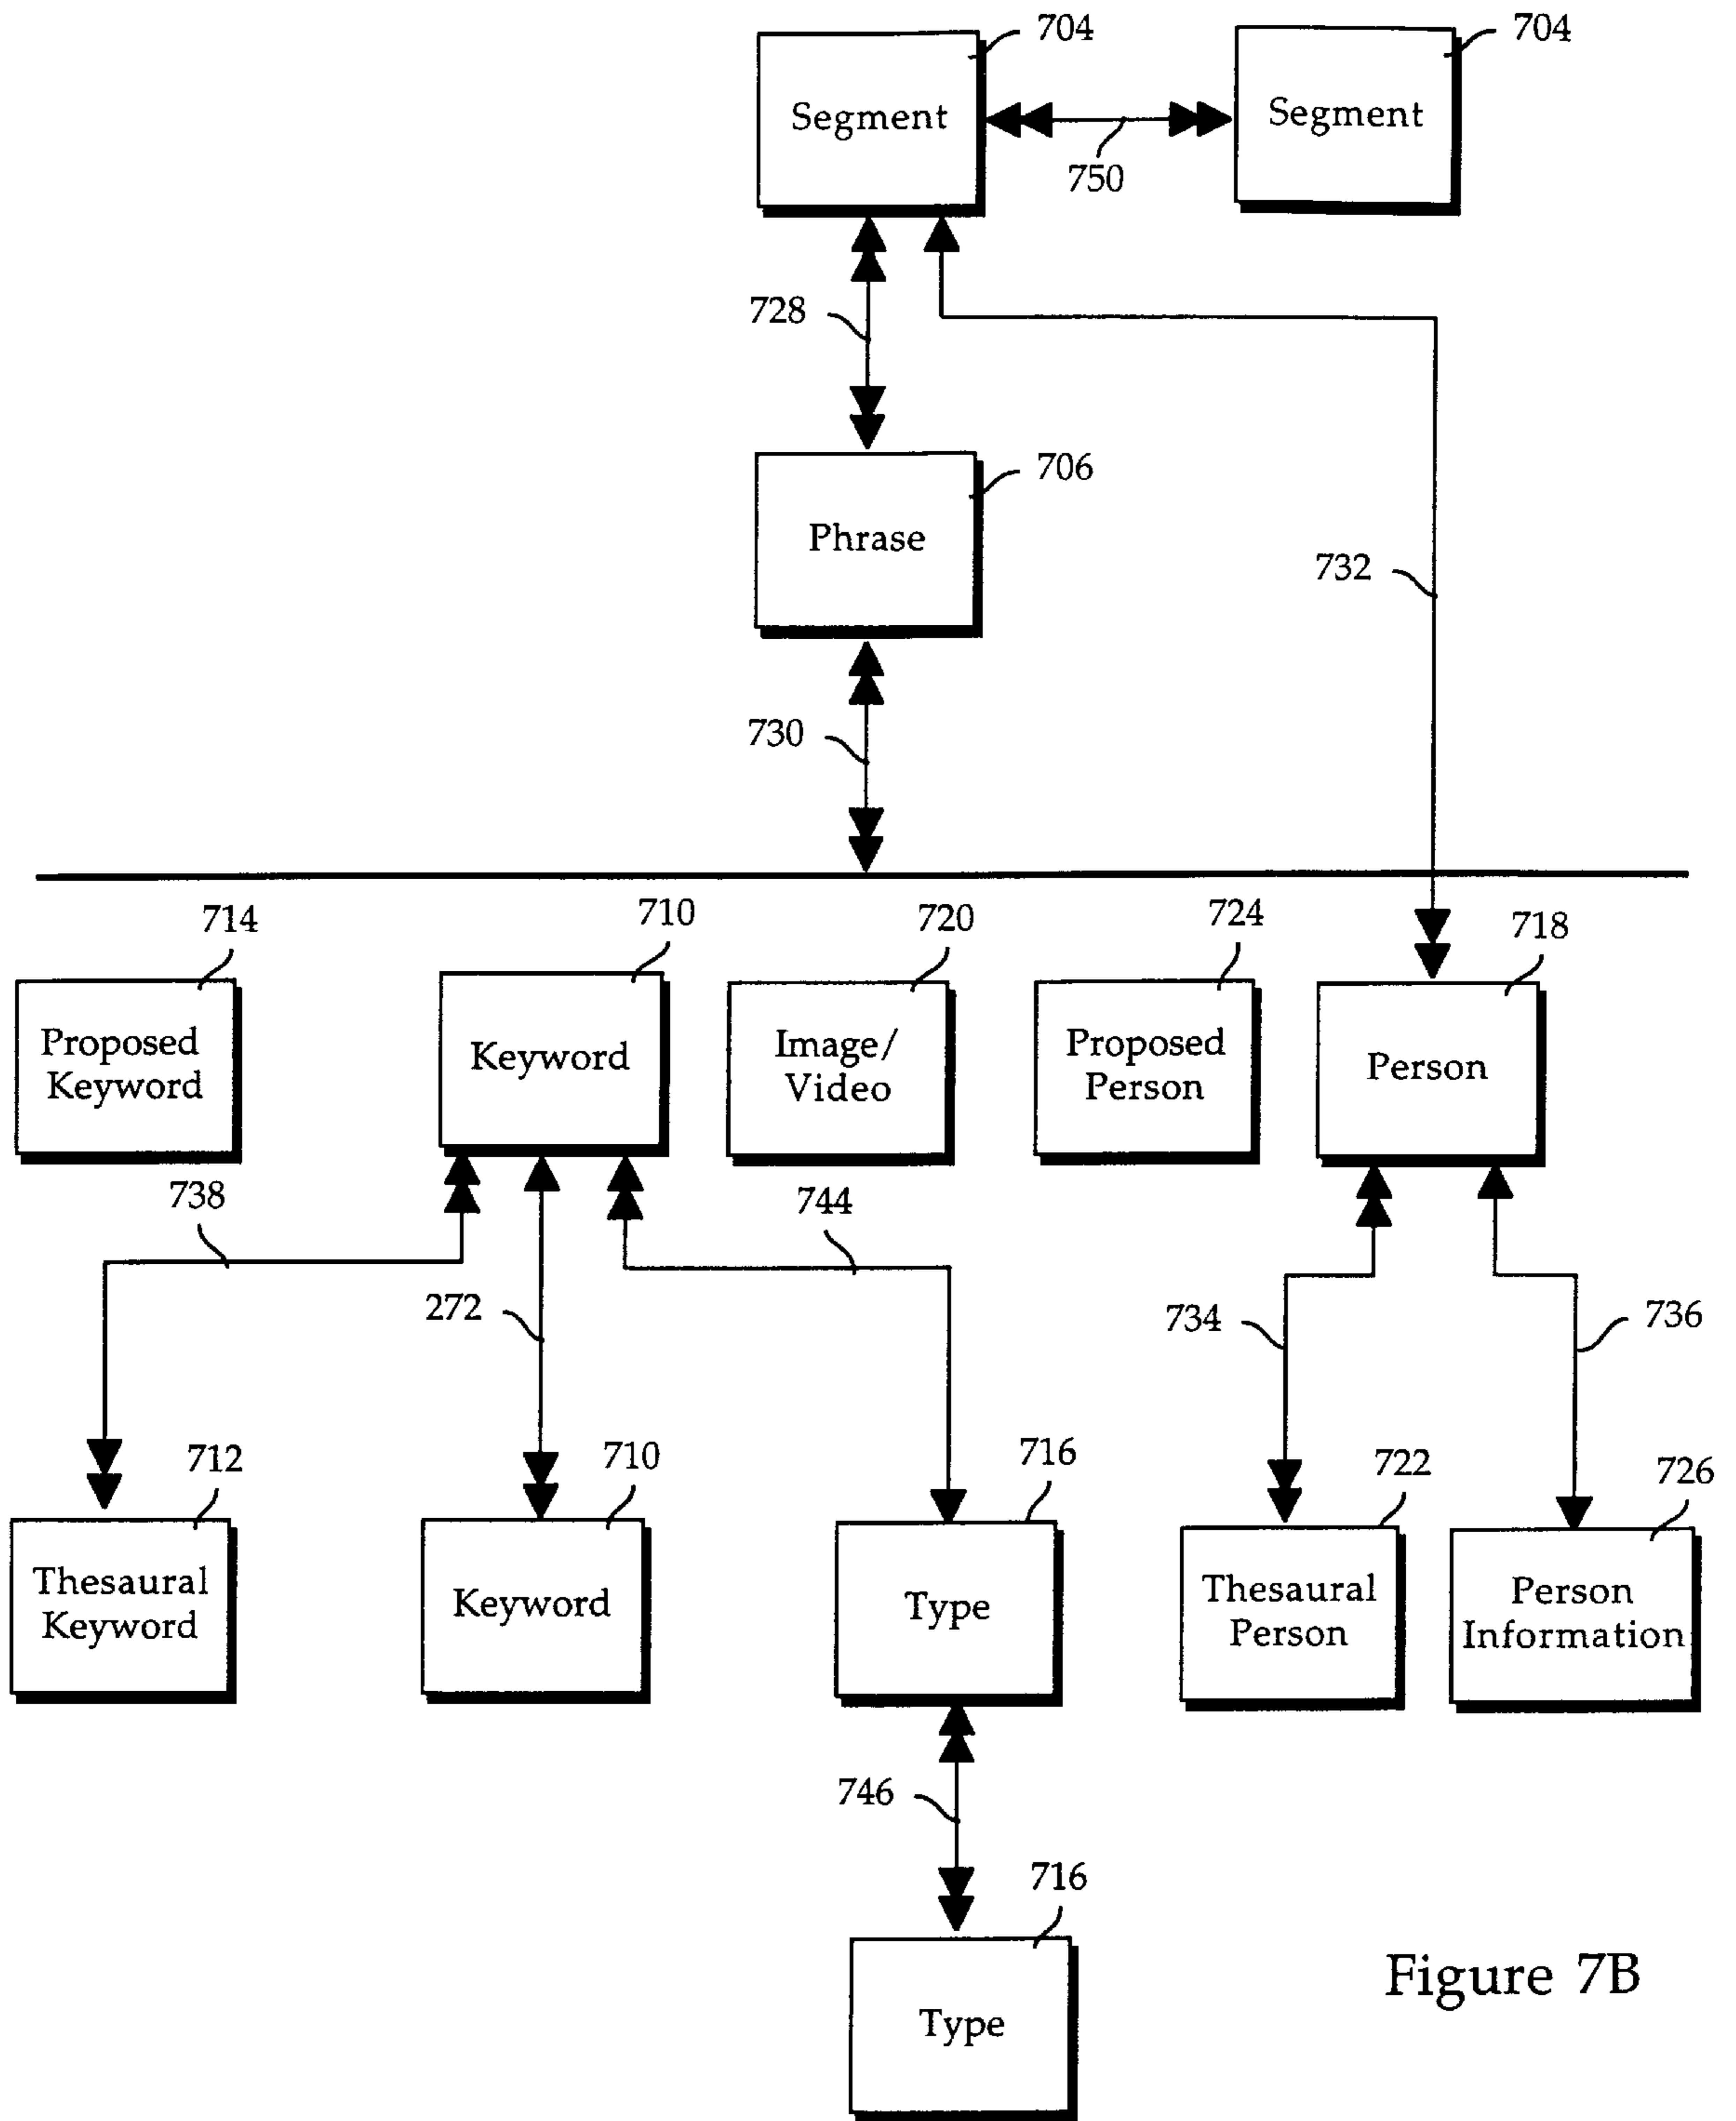 704
704
Segment
Segment
750
728
706
Phrase
732
730
714
710
720
724
718
Proposed
Keyword
Keyword
Image/
Video
Proposed
Person
Person
738
744
272
734
736
712
710
716
722
726
Thesaural
Keyword
Keyword
Type
Thesaural
Person
Person
Information
746
716
Type
Figure 7B